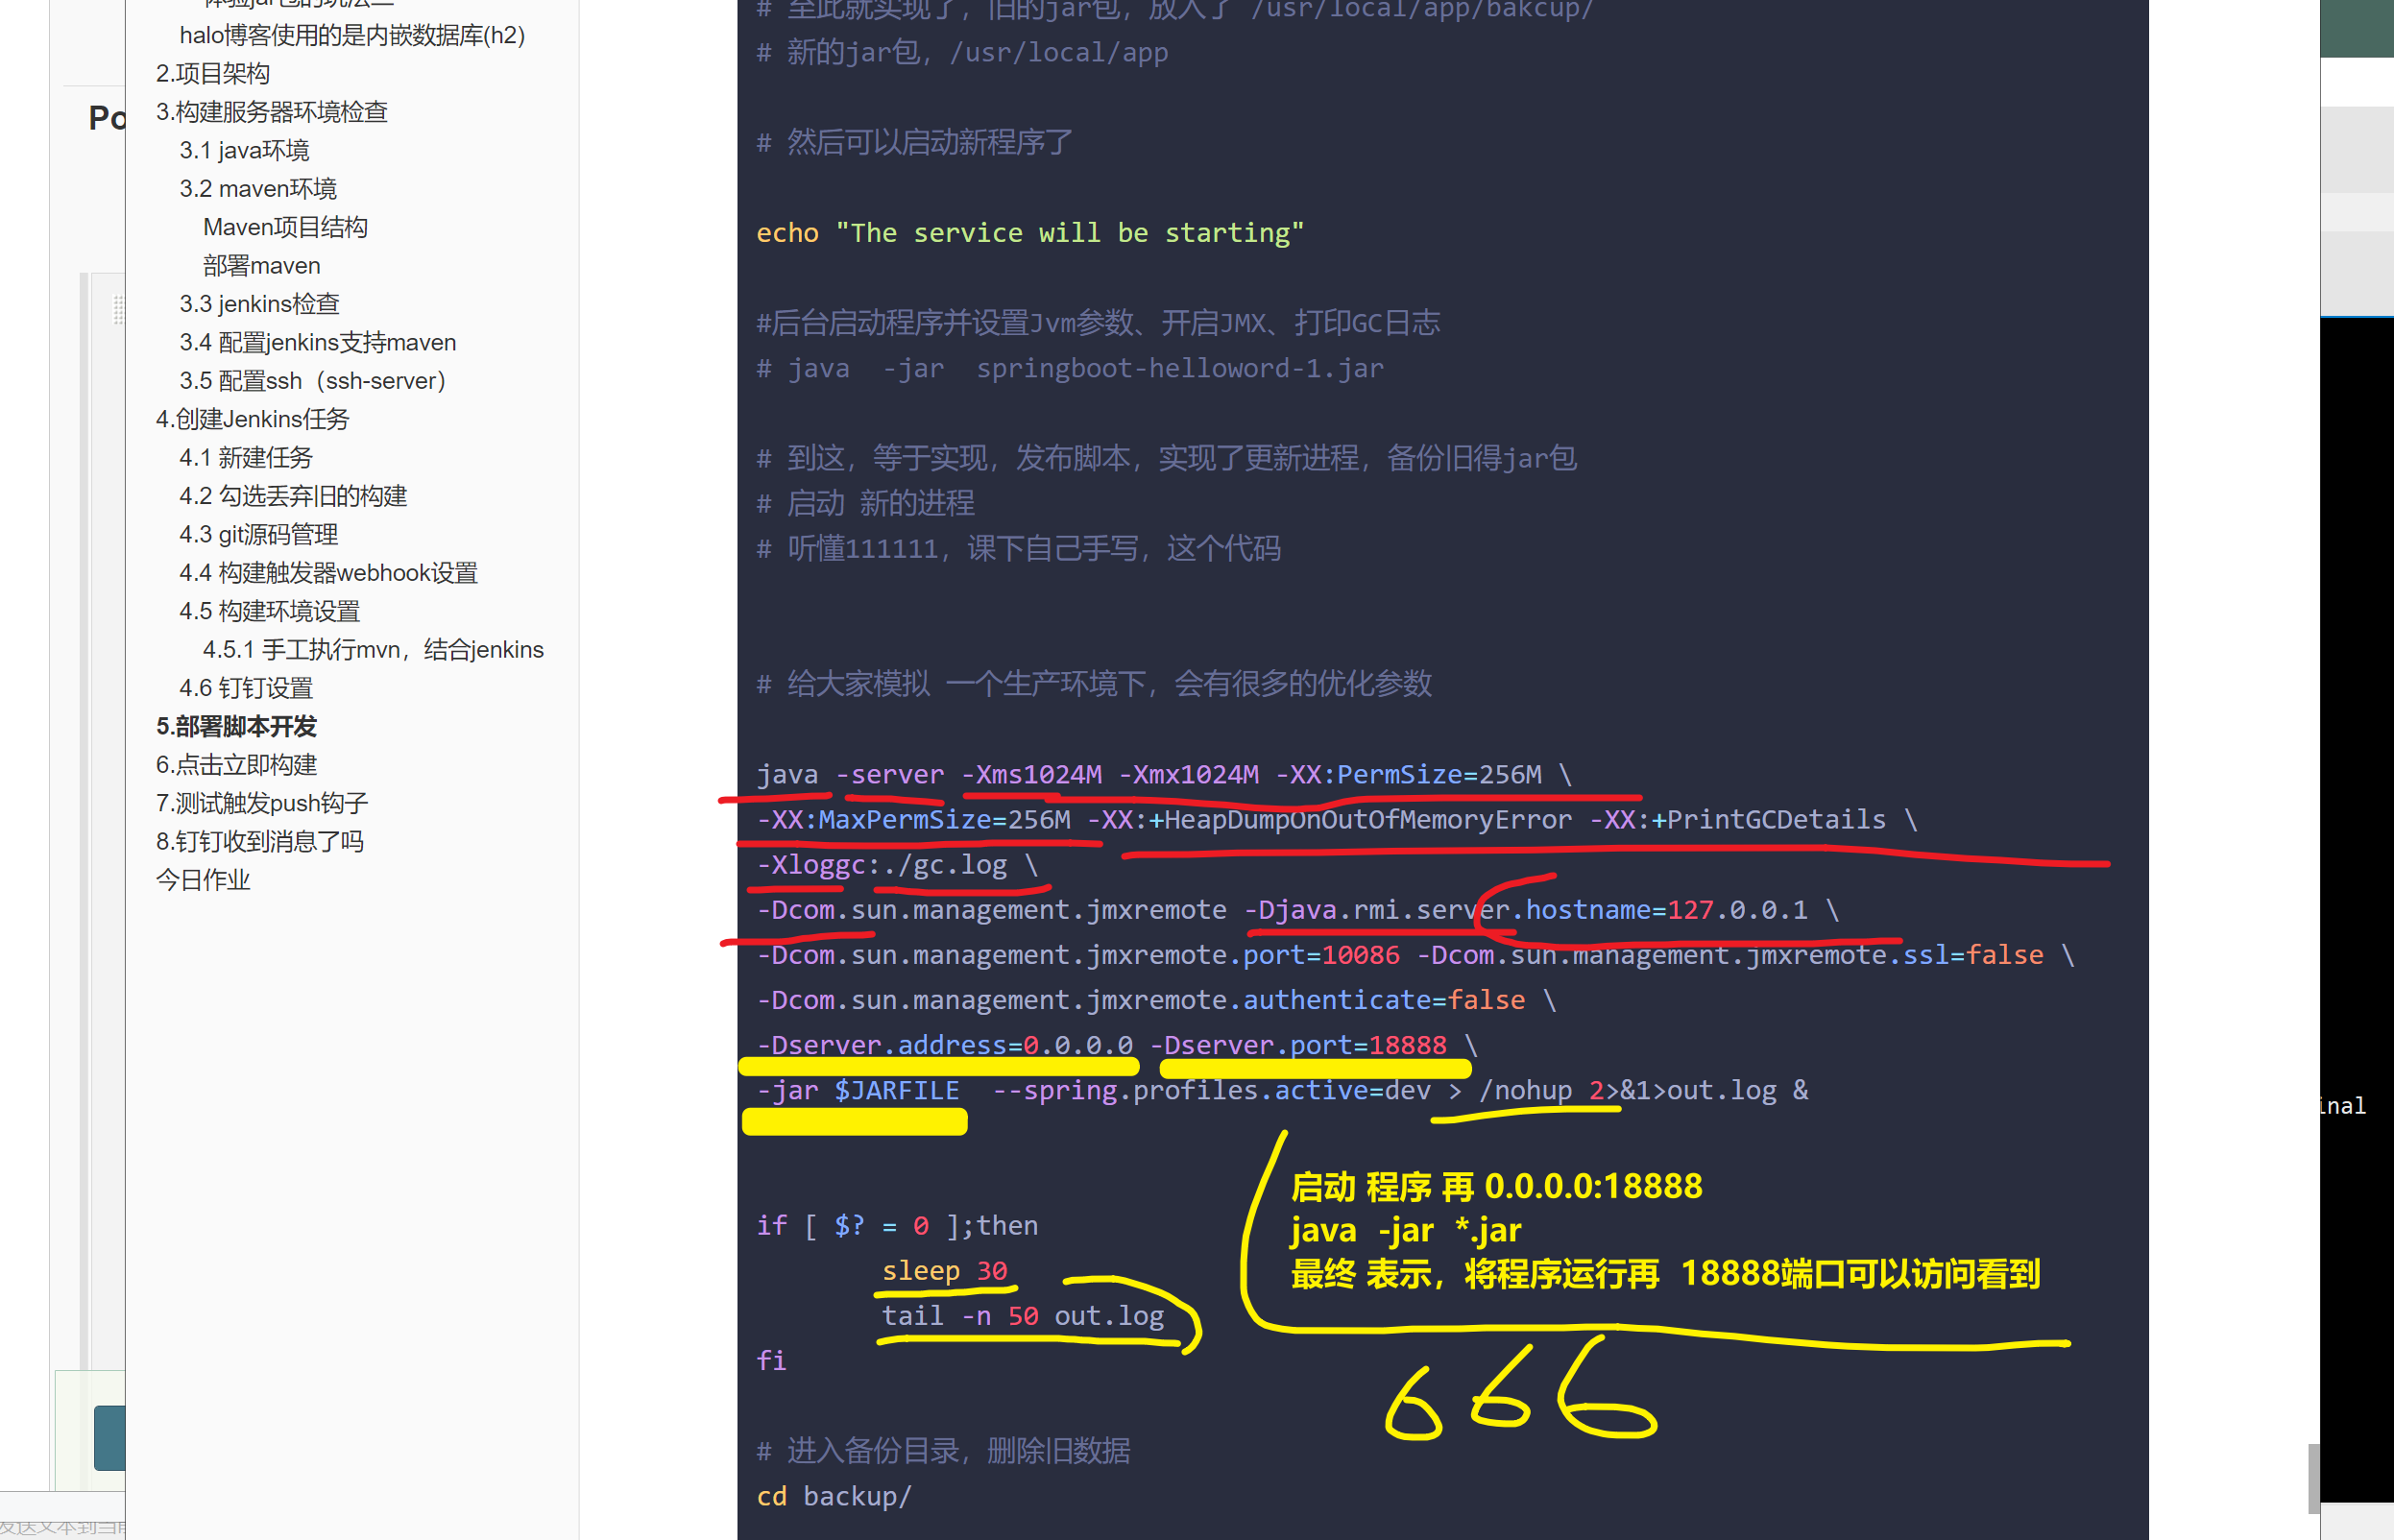 halo博客使用的是内嵌数据库(h2)
2.项目架构
3.构建服务器环境检查
3.1 java环境
3.2 maven环境
Maven项目结构
部署maven
3.3 jenkins检查
3.4 配置jenkins支持maven
3.5 配置ssh（ssh-server）
4.创建Jenkins任务
4.1 新建任务
4.2 勾选丢弃旧的构建
4.3 git源码管理
4.4 构建触发器webhook设置
4.5 构建环境设置
4.5.1 手工执行mvn，结合jenkins
4.6 钉钉设置
5.部署脚本开发
6.点击立即构建
7.测试触发push钩子
8.钉钉收到消息了吗
今日作业
Po
# 至此就实现了，旧的jar包，放入了 /usr/local/app/bakcup/
# 新的jar包，/usr/local/app
# 然后可以启动新程序了
echo "The service will be starting"
#后台启动程序并设置Jvm参数、开启JMX、打印GC日志
# java  -jar  springboot-helloword-1.jar
# 到这，等于实现，发布脚本，实现了更新进程，备份旧得jar包
# 启动 新的进程
# 听懂111111，课下自己手写，这个代码
# 给大家模拟 一个生产环境下，会有很多的优化参数
java -server -Xms1024M -Xmx1024M -XX:PermSize=256M \
-XX:MaxPermSize=256M -XX:+HeapDumpOnOutOfMemoryError -XX:+PrintGCDetails \
-Xloggc:./gc.log \
-Dcom.sun.management.jmxremote -Djava.rmi.server.hostname=127.0.0.1 \
-Dcom.sun.management.jmxremote.port=10086 -Dcom.sun.management.jmxremote.ssl=false \
-Dcom.sun.management.jmxremote.authenticate=false \
-Dserver.address=0.0.0.0 -Dserver.port=18888 \
-jar $JARFILE  --spring.profiles.active=dev > /nohup 2>&1>out.log &
启动 程序 再 0.0.0.0:18888
java  -jar  *.jar
最终 表示，将程序运行再  18888端口可以访问看到
if [ $? = 0 ];then
sleep 30
tail -n 50 out.log
fi
666
# 进入备份目录，删除旧数据
cd backup/
inal